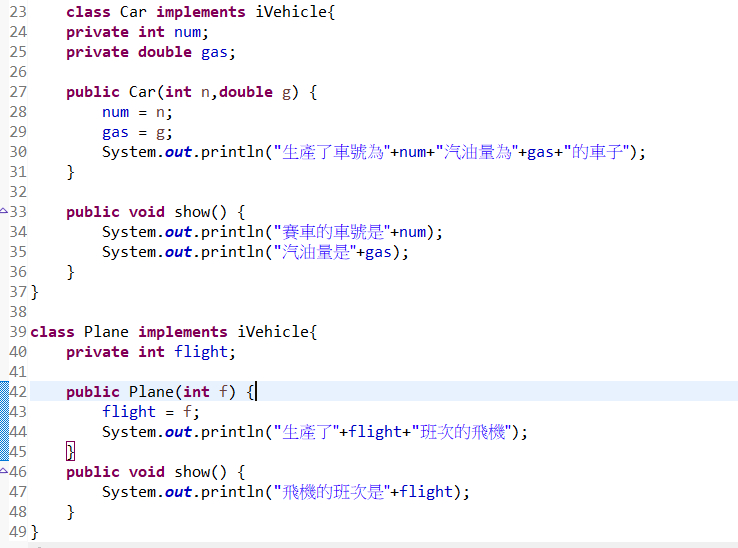 23 class Car implements iVehicle{
24 private int num;
25 private double gas;
26
27 public Car(int n,double g) {
28 num = n;
29 gas = g;
30 System.out.println("生產了車號為"+num+"汽油量為"+gas+"的車子");
31 }
32
33 public void show() {
34 System.out.println("賽車的車號是"+num);
35 System.out.println("汽油量是"+gas);
36 }
37 }
38
39 class Plane implements iVehicle{
40 private int flight;
41
42 public Plane(int f) {
43 flight = f;
44 System.out.println("生產了"+flight+"班次的飛機");
45 }
46 public void show() {
47 System.out.println("飛機的班次是"+flight);
48 }
49 }